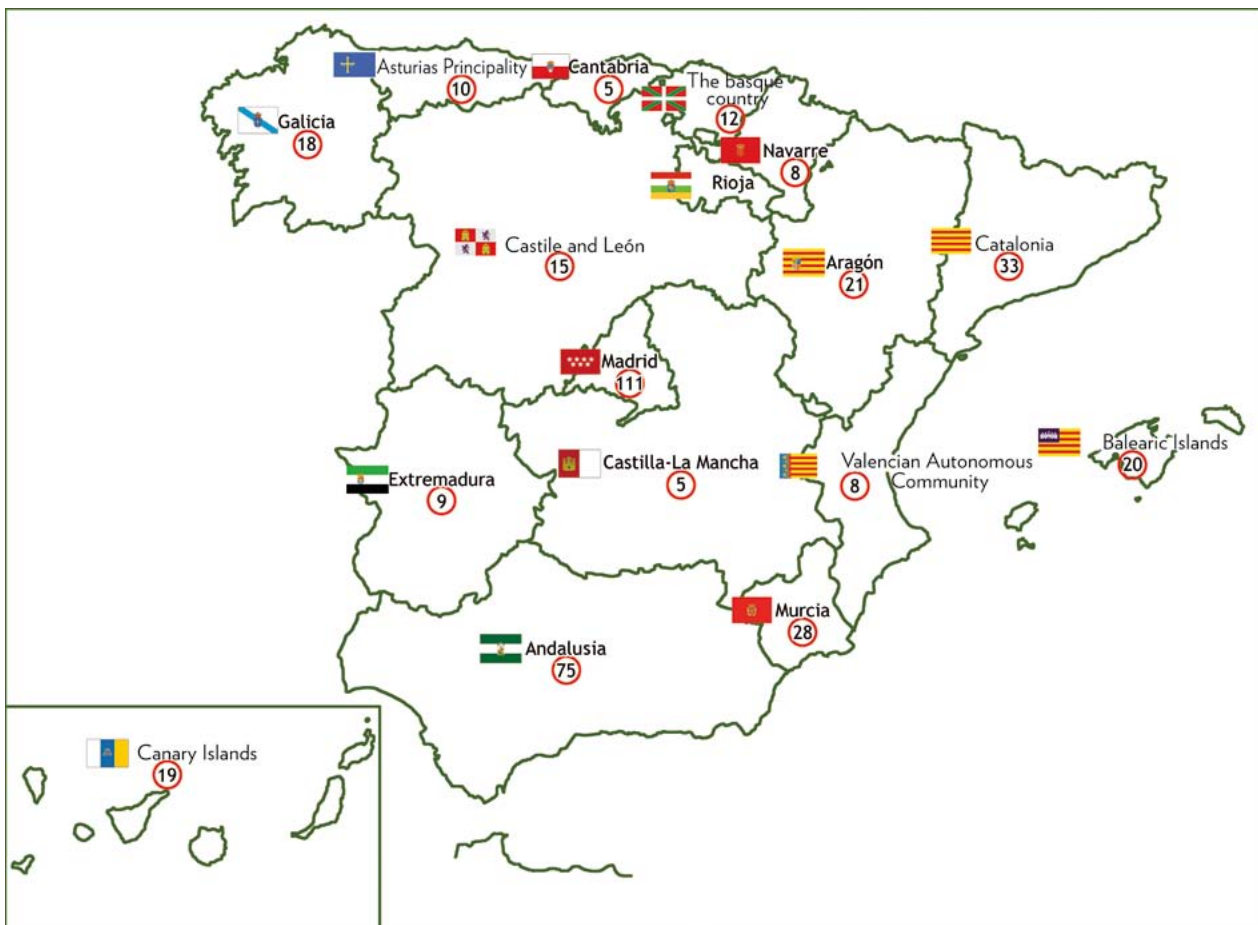 Asturias Principality
10
Cantabria
5
The basque
country
12
Galicia
18
Navarre
8
Rioja
Castile and León
15
Aragón
21
Catalonia
33
Madrid
111
Extremadura
9
Castilla-La Mancha
5
Valencian Autonomous
Community
8
Balearic Islands
20
Murcia
28
Andalusia
75
Canary Islands
19